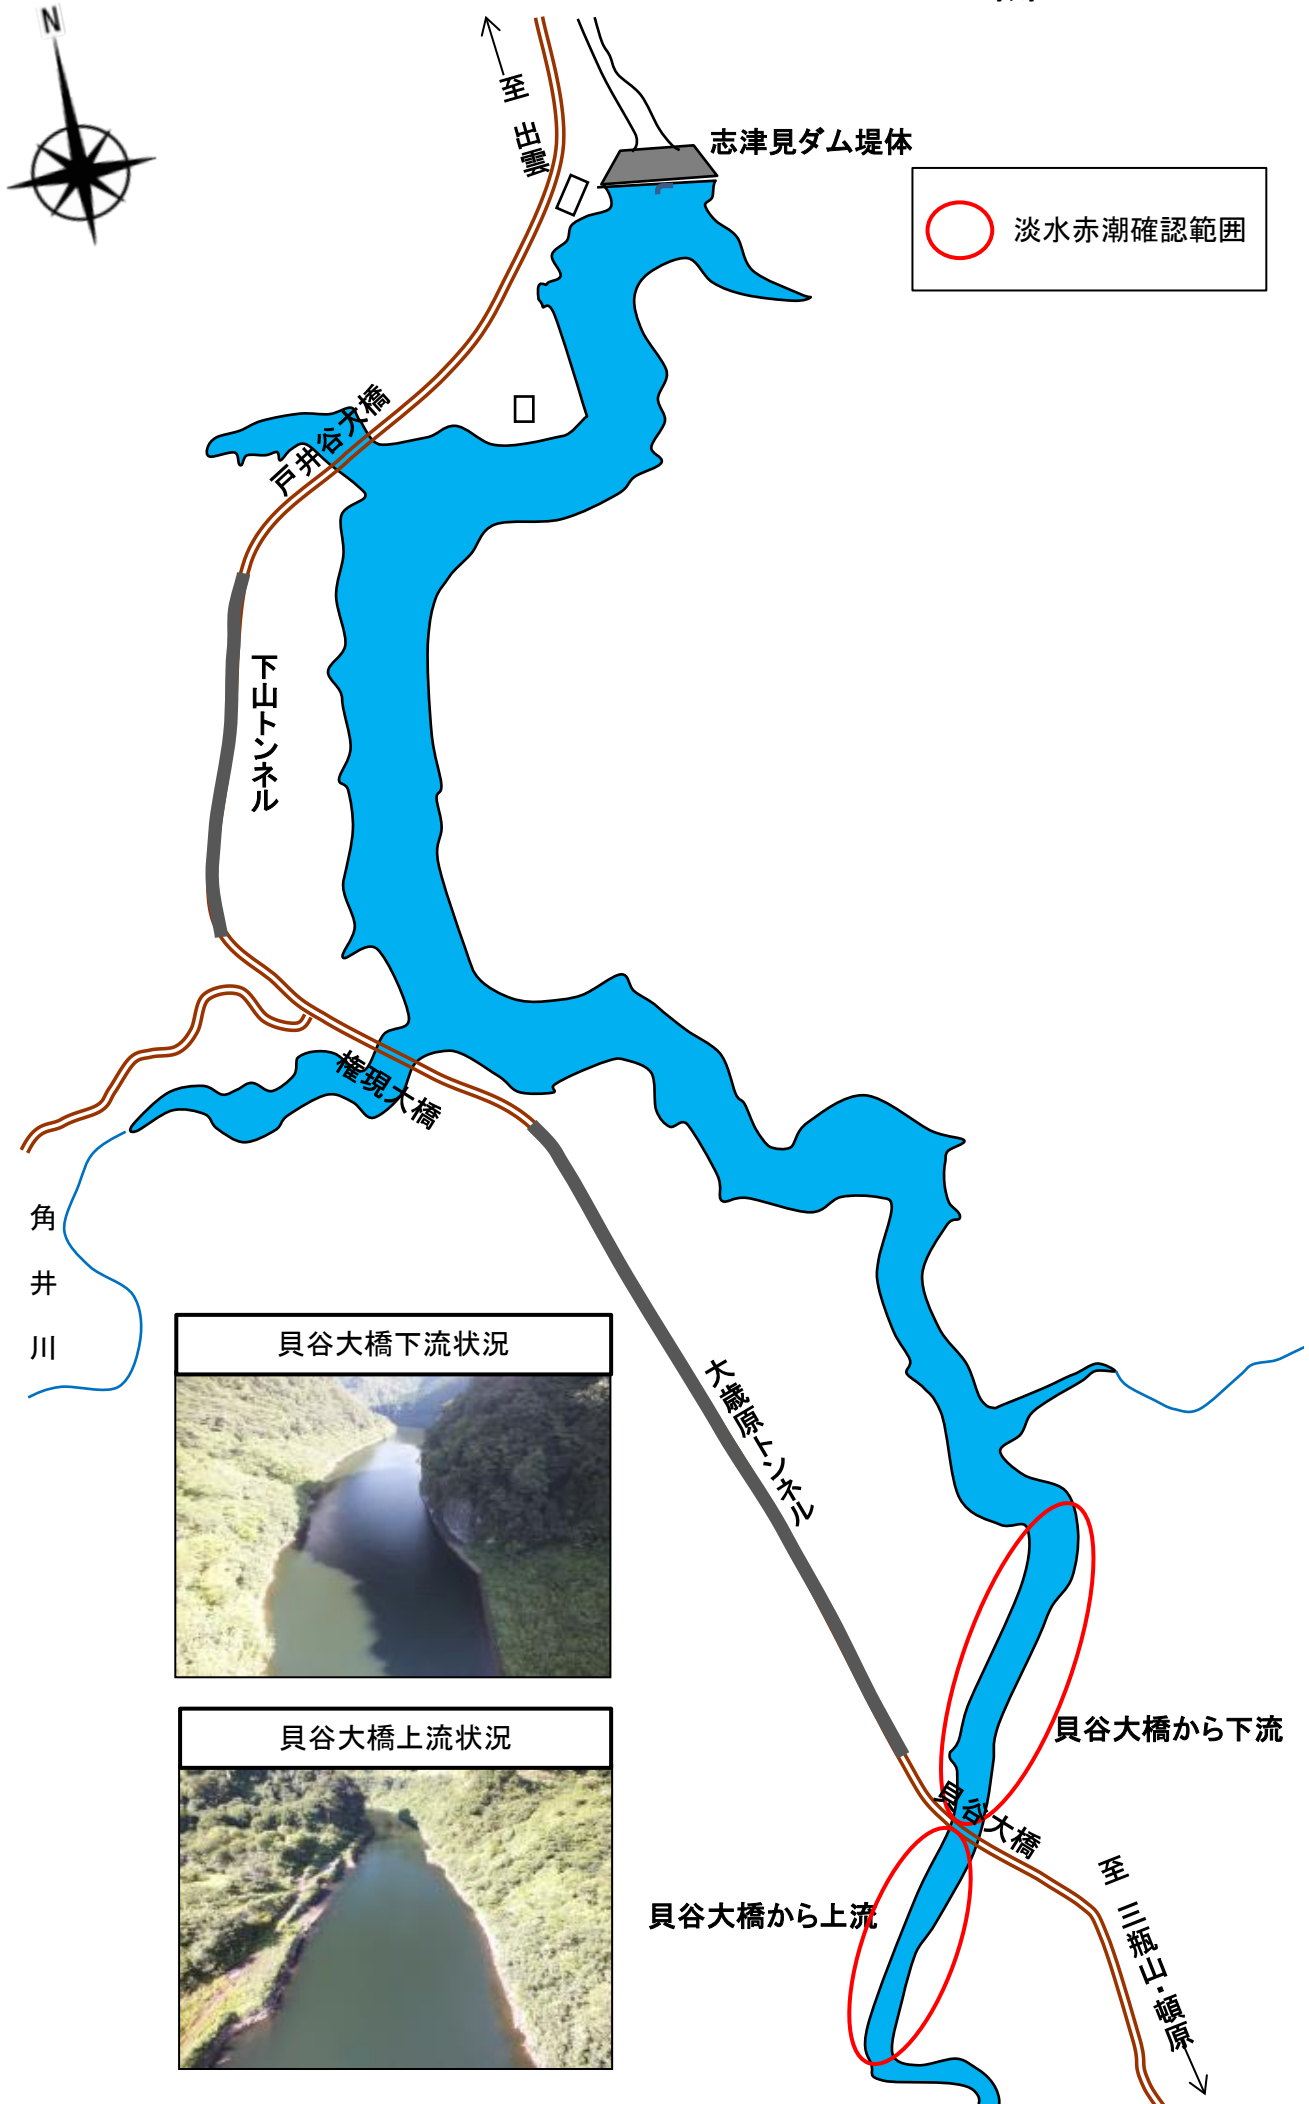 N
至 出雲
志津見ダム堤体
淡水赤潮確認範囲
戸井谷大橋
下山トンネル
権現大橋
角井川
貝谷大橋下流状況
大歳原トンネル
貝谷大橋上流状況
貝谷大橋から下流
貝谷大橋
貝谷大橋から上流
至 三瓶山・頓原